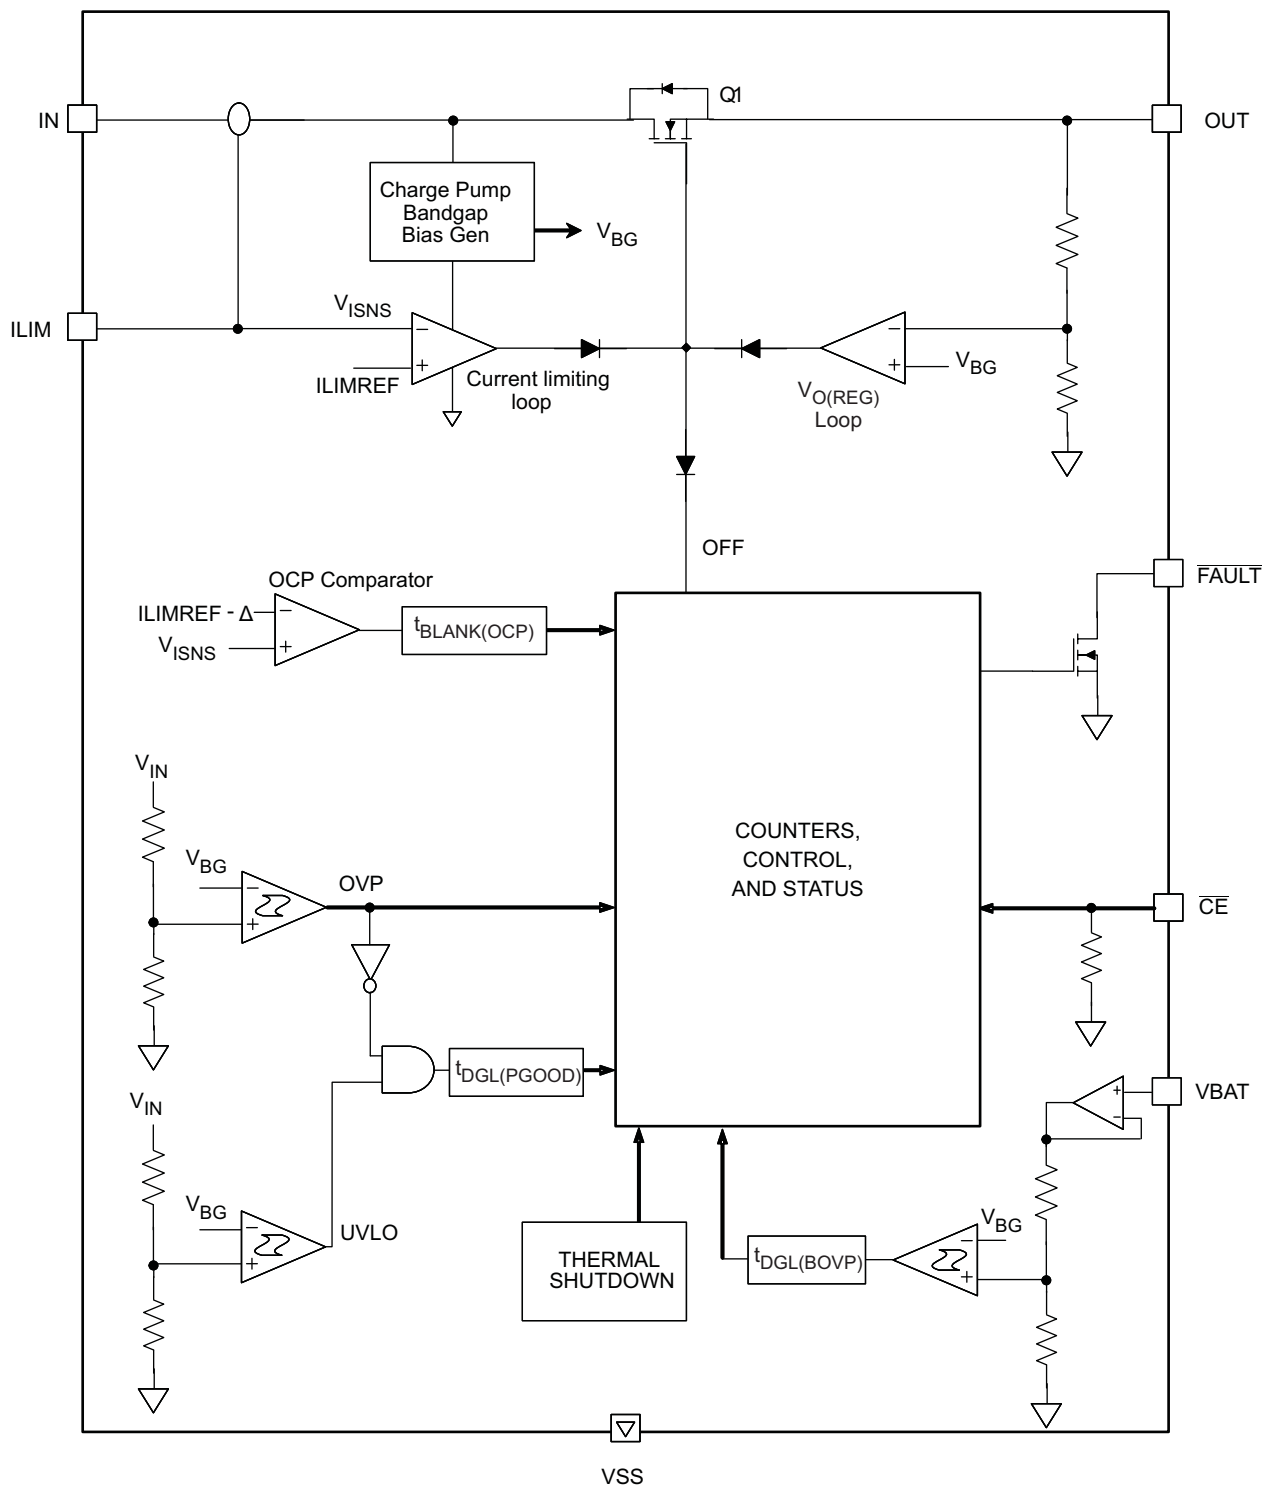 Q1
IN
OUT
Charge Pump
Bandgap
Bias Gen
VBG
ILIM
VISNS
−
+
ILIMREF
Current limiting
loop
−
+
VBG
VO(REG)
Loop
OFF
OCP Comparator
ILIMREF - Δ
−
VISNS
+
tBLANK(OCP)
FAULT
VIN
VBG
−
+
OVP
COUNTERS,
CONTROL,
AND STATUS
CE
tDGL(PGOOD)
VIN
VBG
−
+
UVLO
VBAT
+
−
THERMAL
SHUTDOWN
tDGL(BOVP)
VBG
−
+
VSS